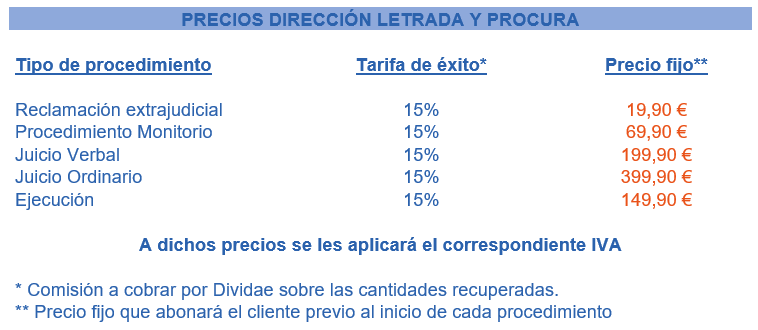 PRECIOS DIRECCIÓN LETRADA Y PROCURA
Tipo de procedimiento Tarifa de éxito* Precio fijo**
Reclamación extrajudicial 15% 19,90 €
Procedimiento Monitorio 15% 69,90 €
Juicio Verbal 15% 199,90 €
Juicio Ordinario 15% 399,90 €
Ejecución 15% 149,90 €
A dichos precios se les aplicará el correspondiente IVA
* Comisión a cobrar por Dividae sobre las cantidades recuperadas.
** Precio fijo que abonará el cliente previo al inicio de cada procedimiento